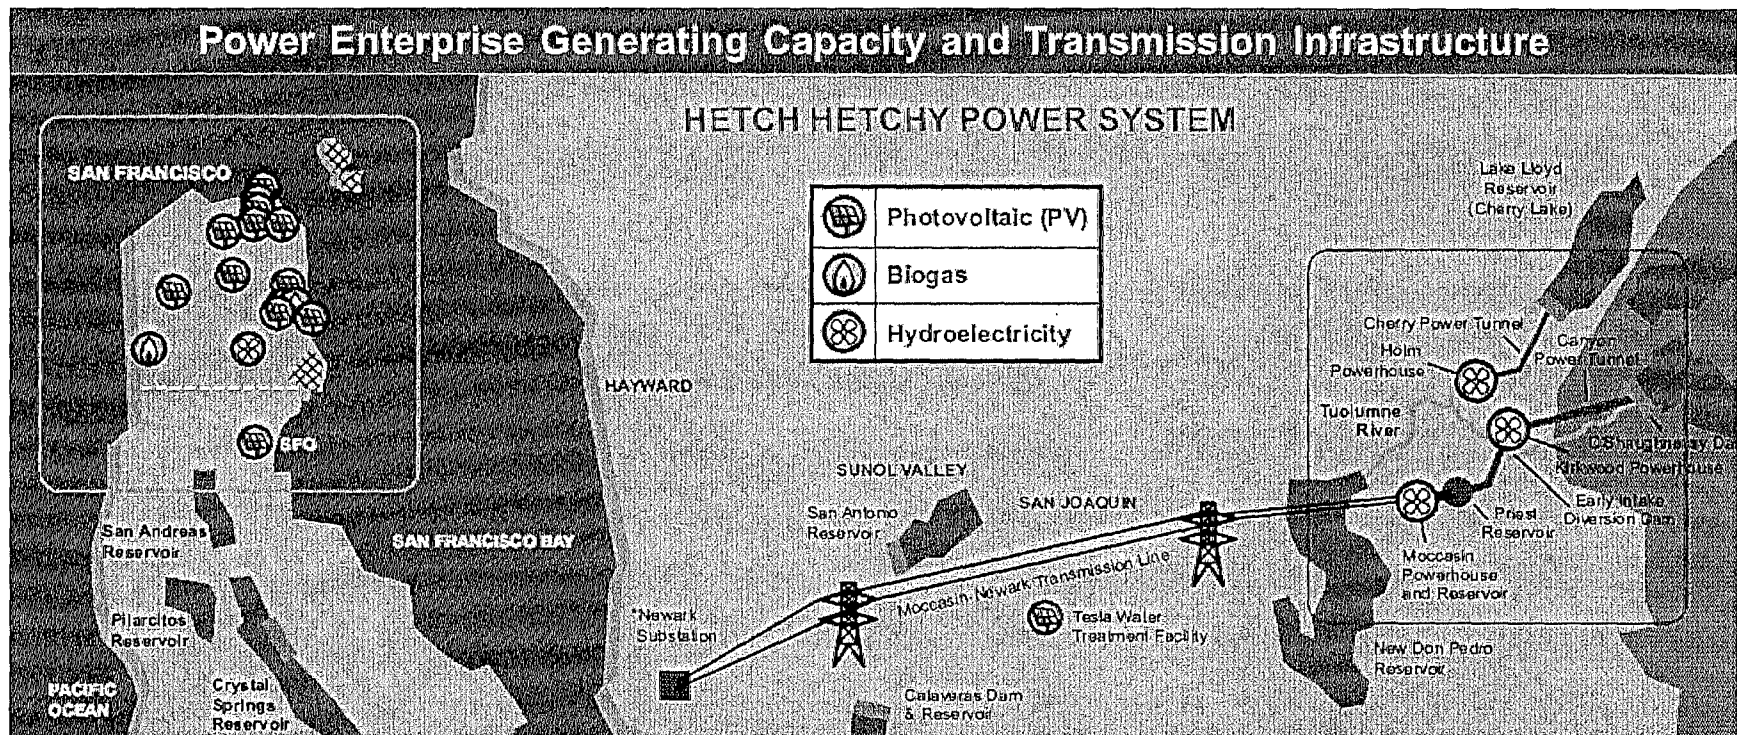 Power Enterprise Generating Capacity and Transmission Infrastructure
HETCH HETCHY POWER SYSTEM
SAN FRANCISCO
Photovoltaic (PV)
Biogas
Hydroelectricity
Lake Lloyd
Reservoir
(Cherry Lake)
Cherry Power Tunnel
Holm
Powerhouse
Canyon
Power Tunnel
Tuolumne
River
HAYWARD
SFO
O'Shaughnessy Da
Kirkwood Powerhouse
SUNOL VALLEY
SAN JOAQUIN
San Antonio
Reservoir
Early Intake
Diversion Dam
Priest
Reservoir
San Andreas
Reservoir
SAN FRANCISCO BAY
Moccasin
Powerhouse
and Reservoir
Moccasin-Newark Transmission Line
*Newark
Substation
Tesla Water
Treatment Facility
Pilarcitos
Reservoir
New Don Pedro
Reservoir
PACIFIC
OCEAN
Crystal
Springs
Reservoir
Calaveras Dam
& Reservoir